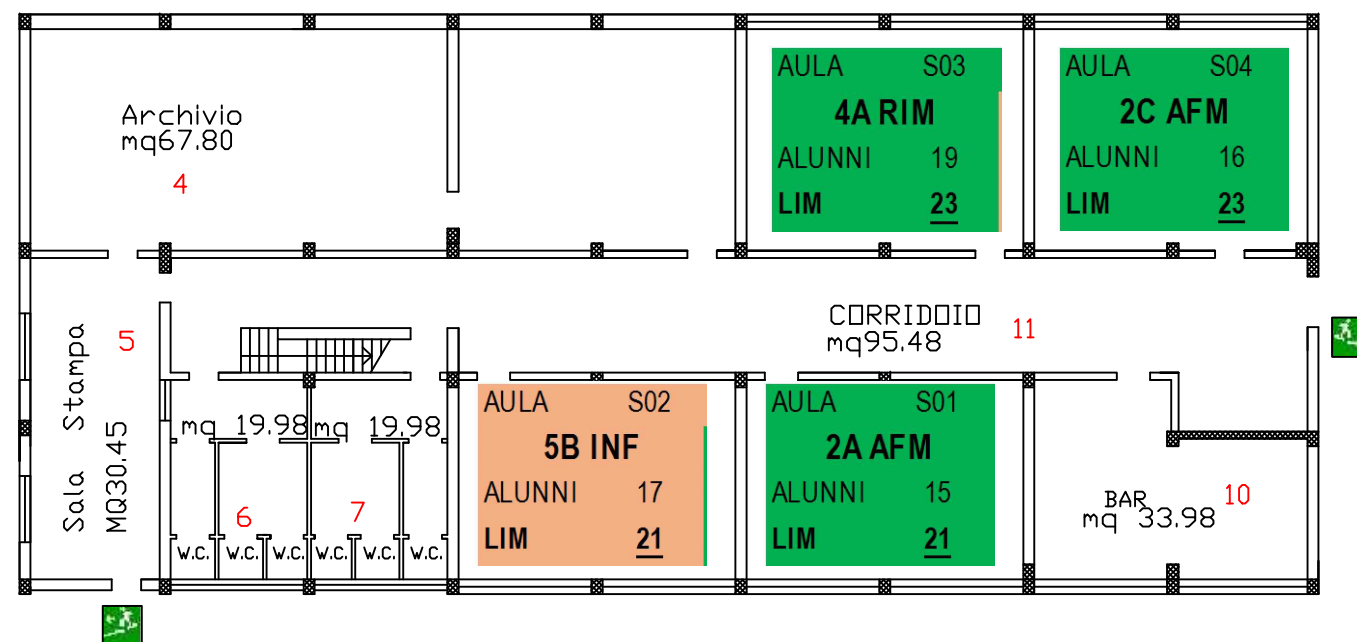 Archivio
mq67.80
4
AULA S03
4A RIM
ALUNNI 19
LIM 23
AULA S04
2C AFM
ALUNNI 16
LIM 23
Sala Stampa
MQ30.45
5
CORRIDOIO
mq95.48
11
mq 19.98
6
W.C.
W.C.
W.C.
mq 19.98
7
W.C.
W.C.
W.C.
AULA S02
5B INF
ALUNNI 17
LIM 21
AULA S01
2A AFM
ALUNNI 15
LIM 21
BAR
mq 33.98
10